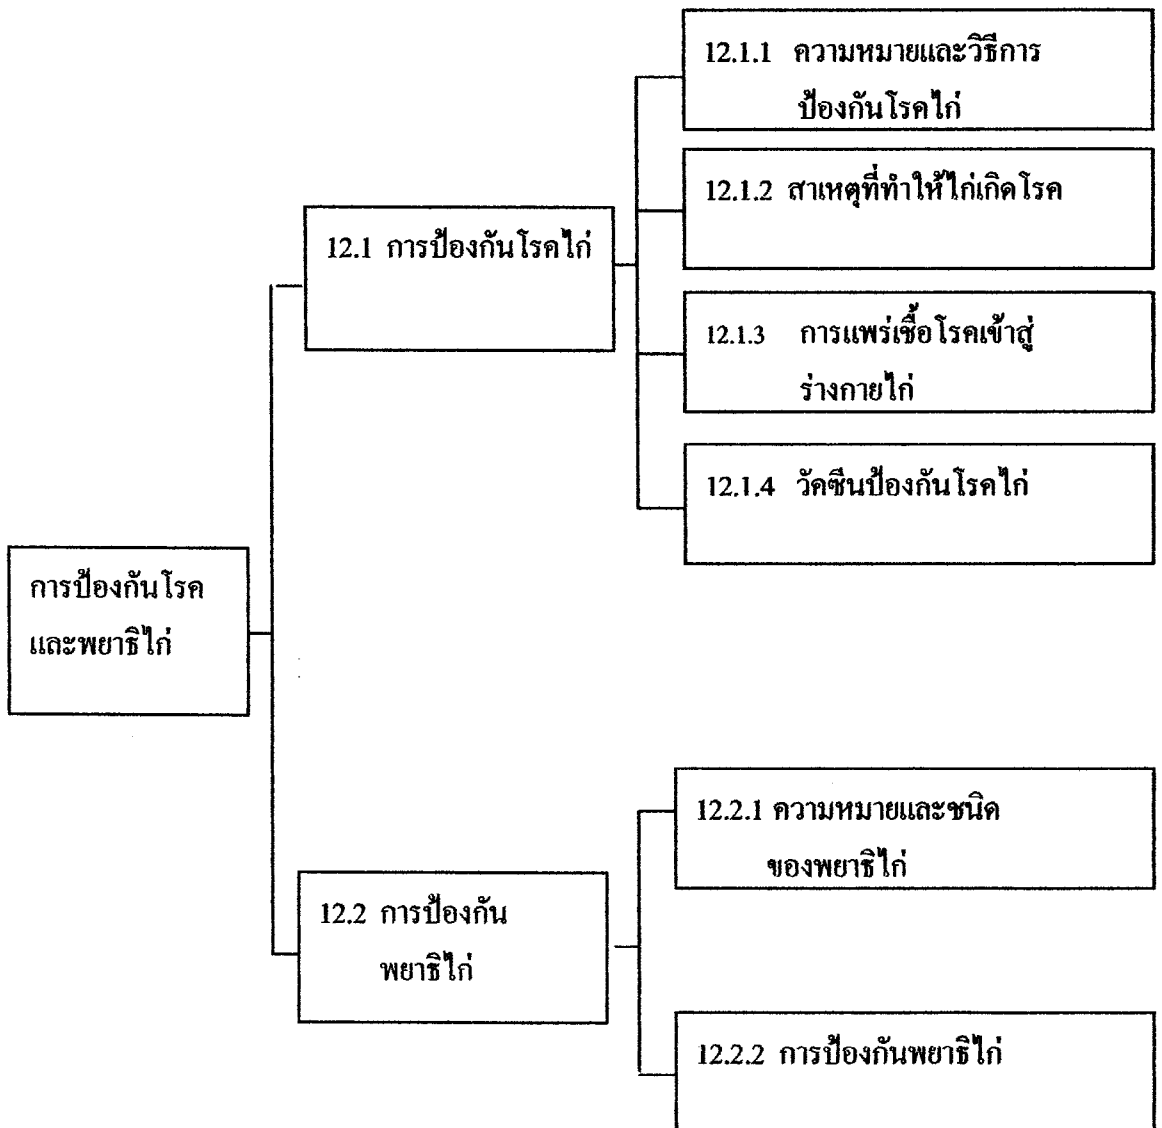 การป้องกันโรค
และพยาธิไก่
12.1 การป้องกันโรคไก่
12.1.1 ความหมายและวิธีการ
ป้องกันโรคไก่
12.1.2 สาเหตุที่ทำให้ไก่เกิดโรค
12.1.3 การแพร่เชื้อโรคเข้าสู่
ร่างกายไก่
12.1.4 วัคซีนป้องกันโรคไก่
12.2 การป้องกัน
พยาธิไก่
12.2.1 ความหมายและชนิด
ของพยาธิไก่
12.2.2 การป้องกันพยาธิไก่